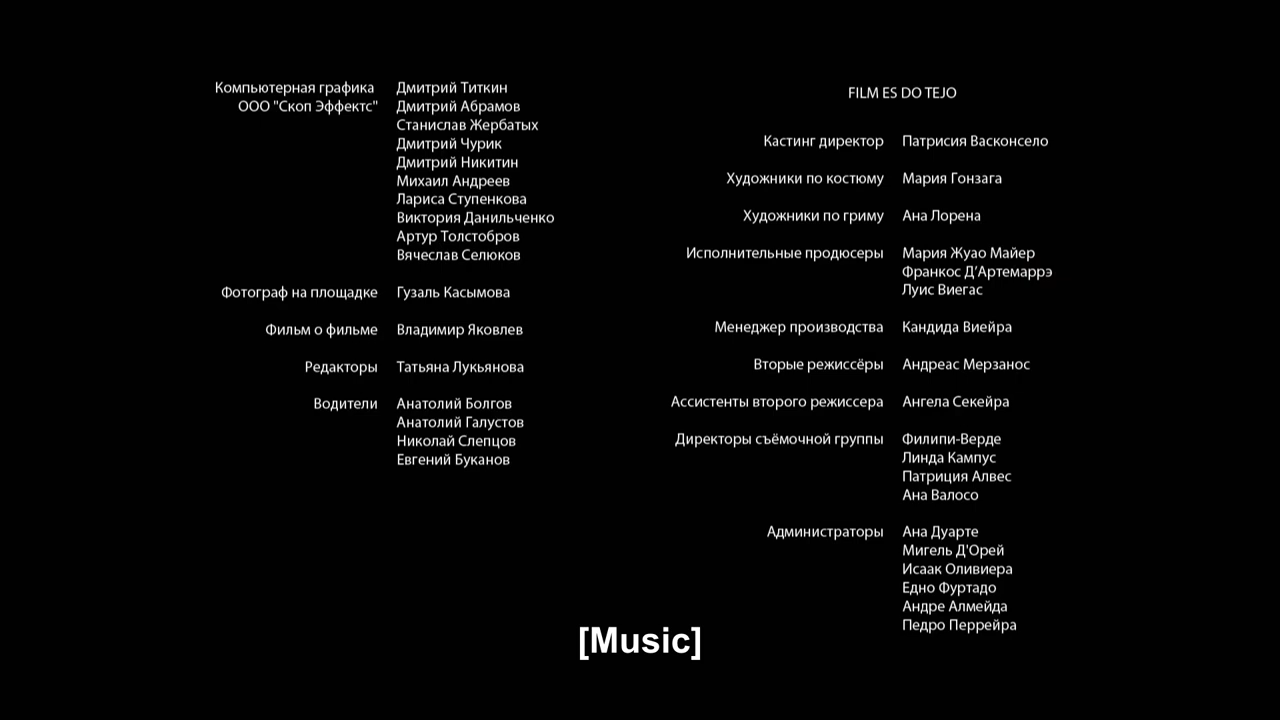 Компьютерная графика Дмитрий Титкин
ООО "Скоп Эффектс" Дмитрий Абрамов
Станислав Жербатых
Дмитрий Чурик
Дмитрий Никитин
Михаил Андреев
Лариса Ступенкова
Виктория Данильченко
Артур Толстобров
Вячеслав Селюков
Фотограф на площадке Гузаль Касымова
Фильм о фильме Владимир Яковлев
Редакторы Татьяна Лукьянова
Водители Анатолий Болгов
Анатолий Галустов
Николай Слепцов
Евгений Буканов
FILM ES DO TEJO
Кастинг директор Патрисия Васконсело
Художники по костюму Мария Гонзага
Художники по гриму Ана Лорена
Исполнительные продюсеры Мария Жуао Майер
Франкос Д’Артемаррэ
Луис Виегас
Менеджер производства Кандида Виейра
Вторые режиссёры Андреас Мерзанос
Ассистенты второго режиссера Ангела Секейра
Директоры съёмочной группы Филипи-Верде
Линда Кампус
Патриция Алвес
Ана Валосо
Администраторы Ана Дуарте
Мигель Д'Орей
Исаак Оливиера
Едно Фуртадо
Андре Алмейда
Педро Перрейра
[Music]